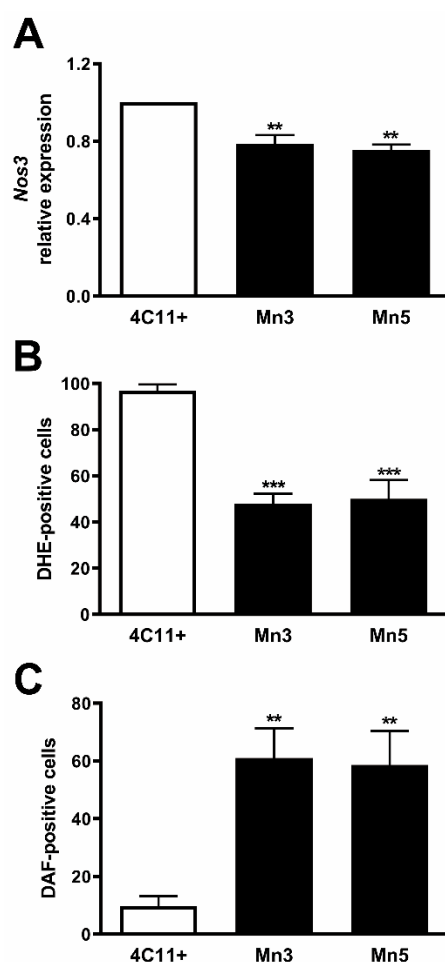 A
Nos3
relative expression
1.2
0.8
0.4
0.0
**
**
4C11+ Mn3 Mn5
B
DHE-positive cells
100
80
60
40
20
0
***
***
4C11+ Mn3 Mn5
C
DAF-positive cells
80
60
40
20
0
**
**
4C11+ Mn3 Mn5